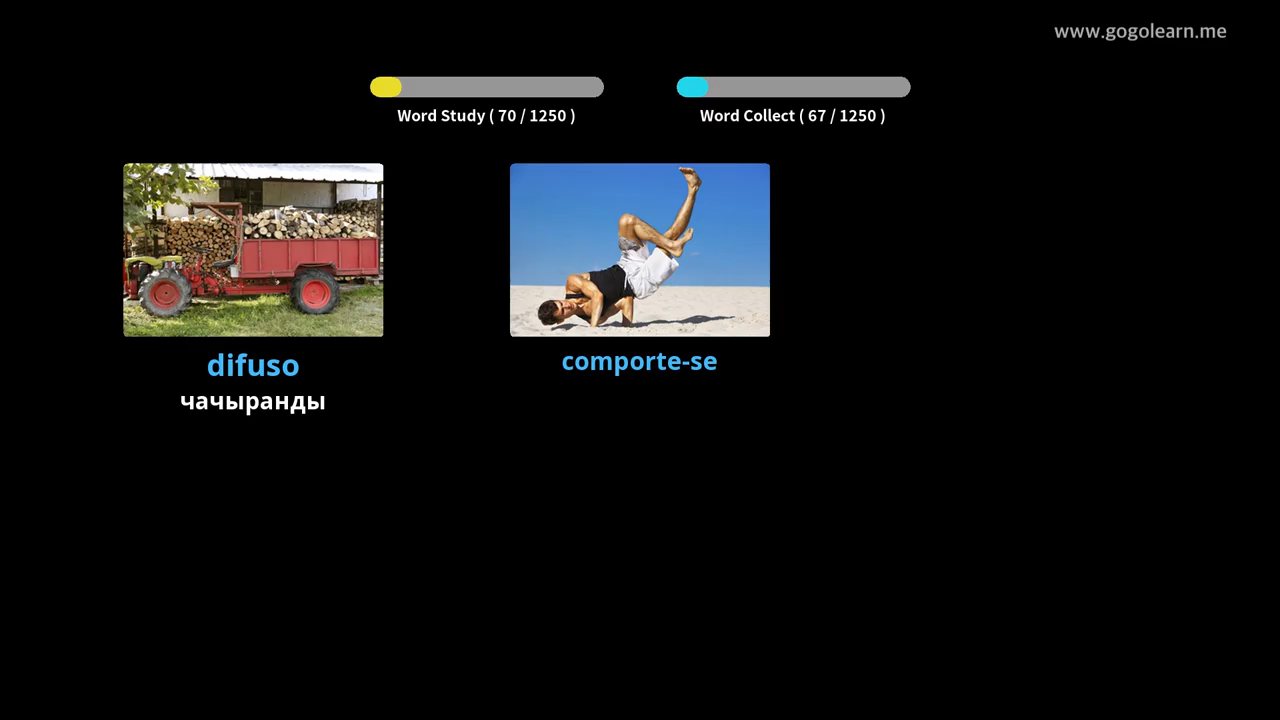 www.gogolearn.me
Word Study ( 70 / 1250 )
Word Collect ( 67 / 1250 )
difuso
чачыранды
comporte-se